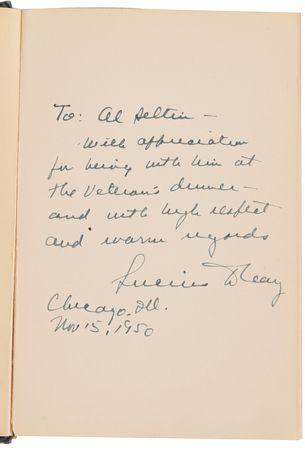 To: Al Seltin —
With appreciation
for being with him at
the Veteran's dinner —
and with high respect
and warm regards
Lucius D Clay
Chicago, Ill.
Nov 15, 1950